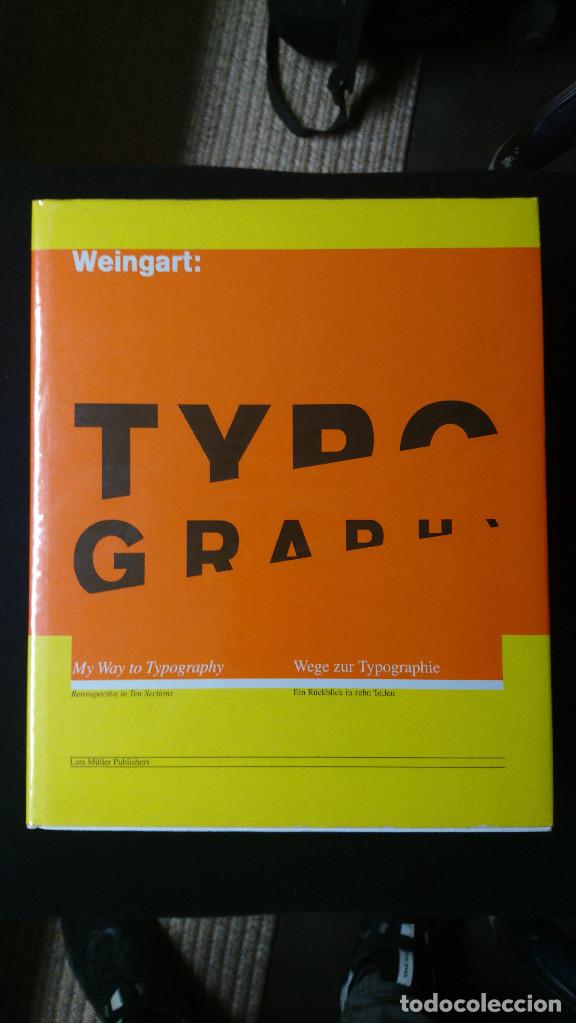 Weingart:
TYPO
GRAPHY
My Way to Typography
Wege zur Typographie
Retrospective in Ten Sections
Ein Rückblick in zehn Teilen
Lars Müller Publishers
todocoleccion